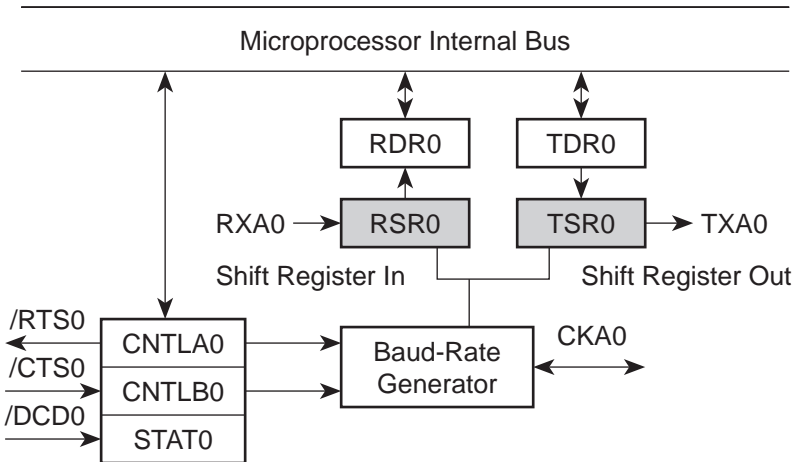 Microprocessor Internal Bus
RDR0
TDR0
RXA0
RSR0
TSR0
TXA0
Shift Register In
Shift Register Out
/RTS0
CNTLA0
Baud-Rate
Generator
CKA0
/CTS0
CNTLB0
/DCD0
STAT0